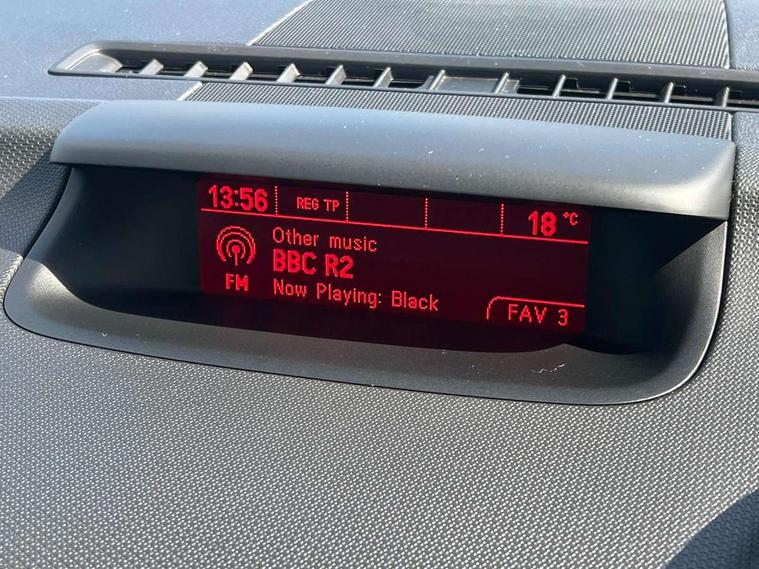 13:56 REG TP 18 °C
Other music
BBC R2
FM
Now Playing: Black
FAV 3